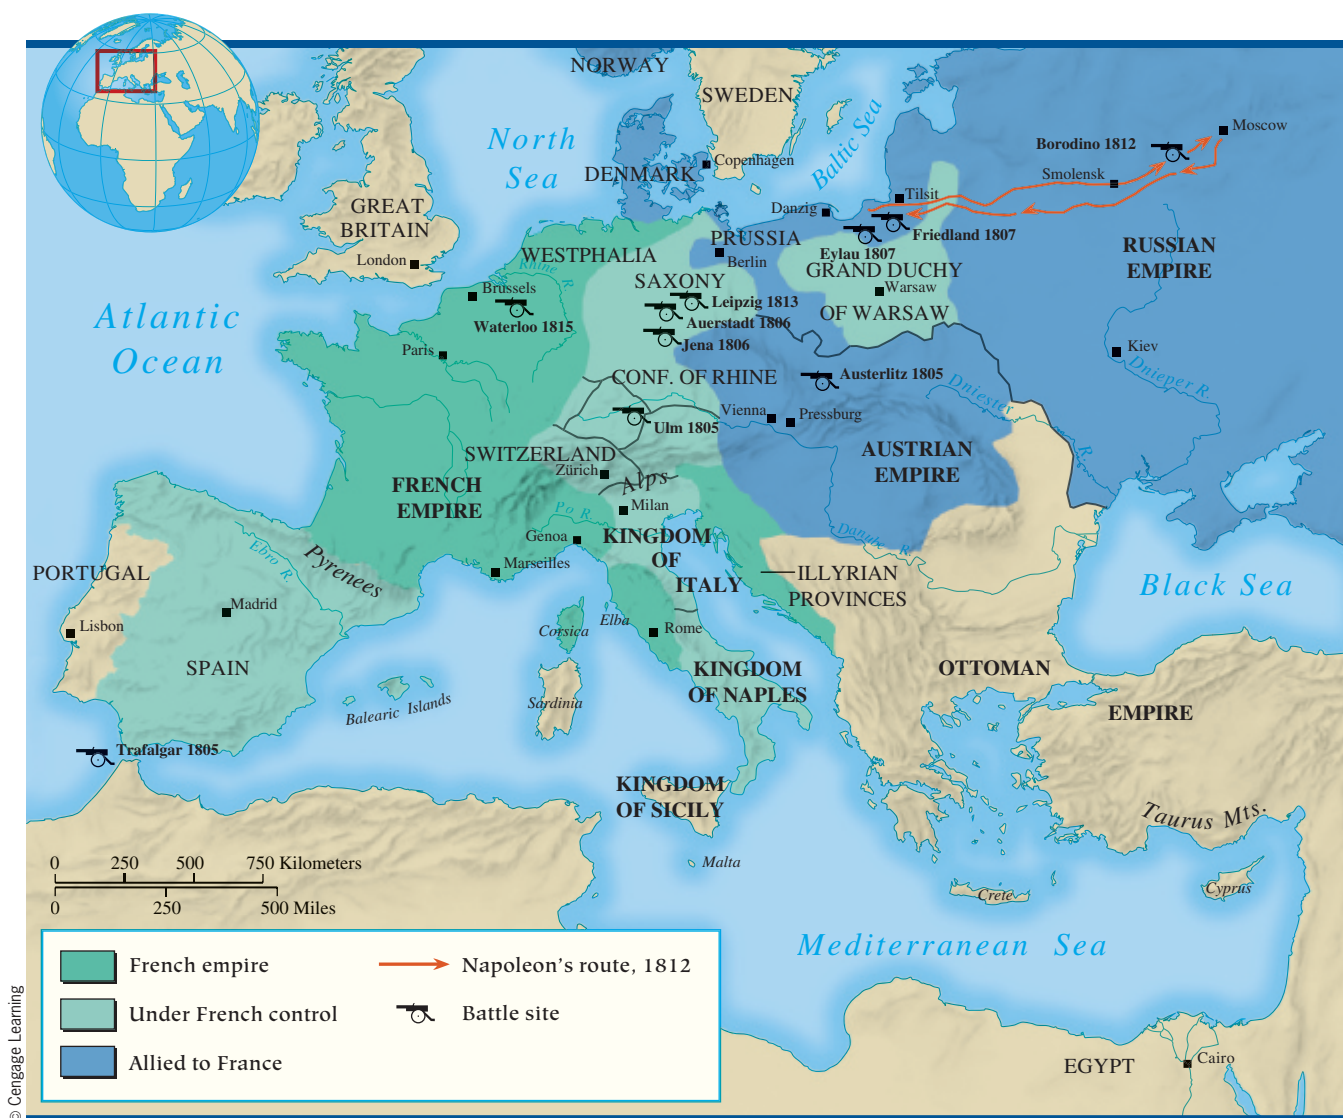 NORWAY
SWEDEN
North
Sea
Baltic Sea
Moscow
Borodino 1812
Copenhagen
DENMARK
Smolensk
Tilsit
Danzig
GREAT
BRITAIN
PRUSSIA
Friedland 1807
Eylau 1807
RUSSIAN
EMPIRE
London
WESTPHALIA
Berlin
Rhine R.
SAXONY
GRAND DUCHY
OF WARSAW
Warsaw
Brussels
Leipzig 1813
Atlantic
Ocean
Waterloo 1815
Auerstadt 1806
Jena 1806
Paris
Kiev
Dnieper R.
CONF. OF RHINE
Austerlitz 1805
Dniester
R.
Vienna
Pressburg
Ulm 1805
SWITZERLAND
Zürich
AUSTRIAN
EMPIRE
FRENCH
EMPIRE
Alps
Milan
Po R.
KINGDOM
OF
ITALY
Genoa
Danube R.
Ebro R.
Pyrenees
Marseilles
PORTUGAL
ILLYRIAN
PROVINCES
Black Sea
Madrid
Lisbon
Corsica
Elba
Rome
SPAIN
KINGDOM
OF NAPLES
OTTOMAN
EMPIRE
Balearic Islands
Sardinia
Trafalgar 1805
KINGDOM
OF SICILY
Taurus Mts.
Malta
Crete
Cyprus
0 250 500 750 Kilometers
0 250 500 Miles
Mediterranean Sea
French empire
Napoleon's route, 1812
Under French control
Battle site
Allied to France
EGYPT
Cairo
© Cengage Learning